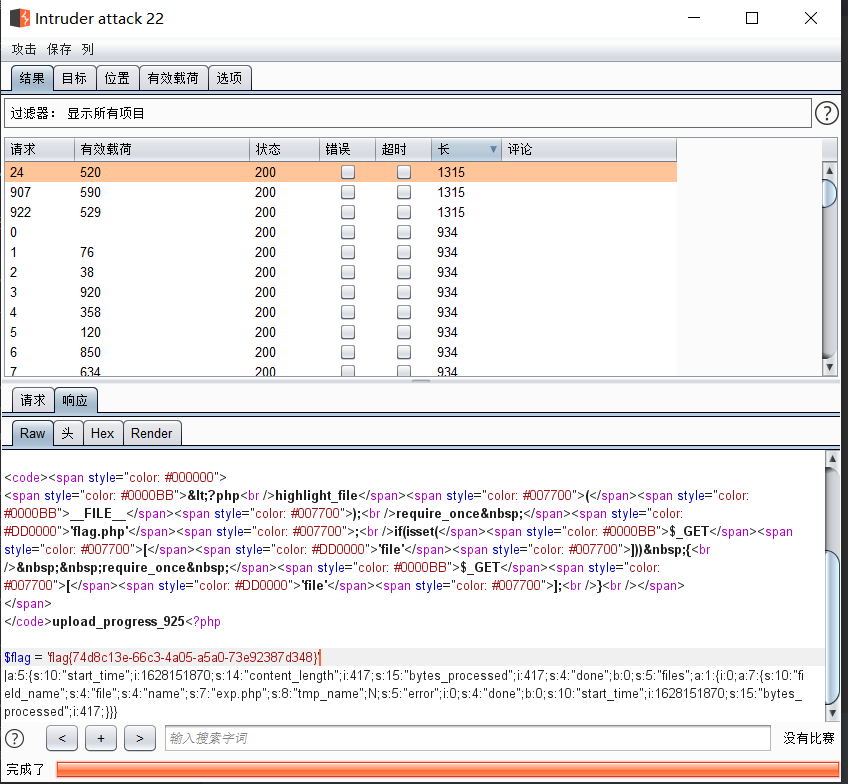 Intruder attack 22
攻击 保存 列
结果 目标 位置 有效载荷 选项
过滤器： 显示所有项目 ?
请求 有效载荷 状态 错误 超时 长 评论
24 520 200 1315
907 590 200 1315
922 529 200 1315
0 200 934
1 76 200 934
2 38 200 934
3 920 200 934
4 358 200 934
5 120 200 934
6 850 200 934
7 634 200 934
请求 响应
Raw 头 Hex Render
<code><span style="color: #000000">
<span style="color: #0000BB">&lt;?php<br />highlight_file</span><span style="color: #007700">(</span><span style="color:
#0000BB">__FILE__</span><span style="color: #007700">);<br />require_once&nbsp;</span><span style="color:
#DD0000">'flag.php'</span><span style="color: #007700">;<br />if(isset(</span><span style="color: #0000BB">$_GET</span><span
style="color: #007700">[</span><span style="color: #DD0000">'file'</span><span style="color: #007700">]))&nbsp;{<br
/>&nbsp;&nbsp;require_once&nbsp;</span><span style="color: #0000BB">$_GET</span><span style="color:
#007700">[</span><span style="color: #DD0000">'file'</span><span style="color: #007700">];<br />}<br /></span>
</span>
</code>upload_progress_925<?php
$flag = 'flag{74d8c13e-66c3-4a05-a5a0-73e92387d348}'
|a:5:{s:10:"start_time";i:1628151870;s:14:"content_length";i:417;s:15:"bytes_processed";i:417;s:4:"done";b:0;s:5:"files";a:1:{i:0;a:7:{s:10:"fi
eld_name";s:4:"file";s:4:"name";s:7:"exp.php";s:8:"tmp_name";N;s:5:"error";i:0;s:4:"done";b:0;s:10:"start_time";i:1628151870;s:15:"bytes_
processed";i:417;}}}
? < + > 输入搜索字词 没有比赛
完成了